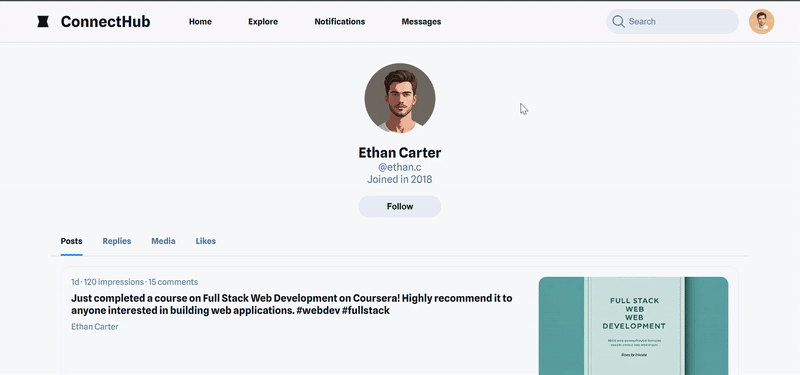 ConnectHub
Home
Explore
Notifications
Messages
Search
Ethan Carter
@ethan.c
Joined in 2018
Follow
Posts
Replies
Media
Likes
1d · 120 impressions · 15 comments
Just completed a course on Full Stack Web Development on Coursera! Highly recommend it to
anyone interested in building web applications. #webdev #fullstack
Ethan Carter
FULL STACK
WEB
WEB
DEVELOPMENT